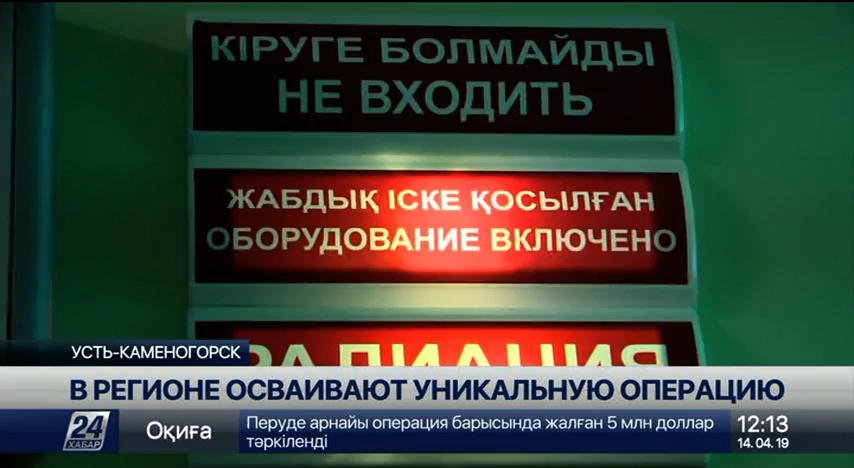 КІРУГЕ БОЛМАЙДЫ
НЕ ВХОДИТЬ
ЖАБДЫҚ ІСКЕ ҚОСЫЛҒАН
ОБОРУДОВАНИЕ ВКЛЮЧЕНО
РАДИАЦИЯ
УСТЬ-КАМЕНОГОРСК
В РЕГИОНЕ ОСВАИВАЮТ УНИКАЛЬНУЮ ОПЕРАЦИЮ
24
ХАБАР
Оқиға
Перуде арнайы операция барысында жалған 5 млн доллар
тәркіленді
12:13
14.04.19